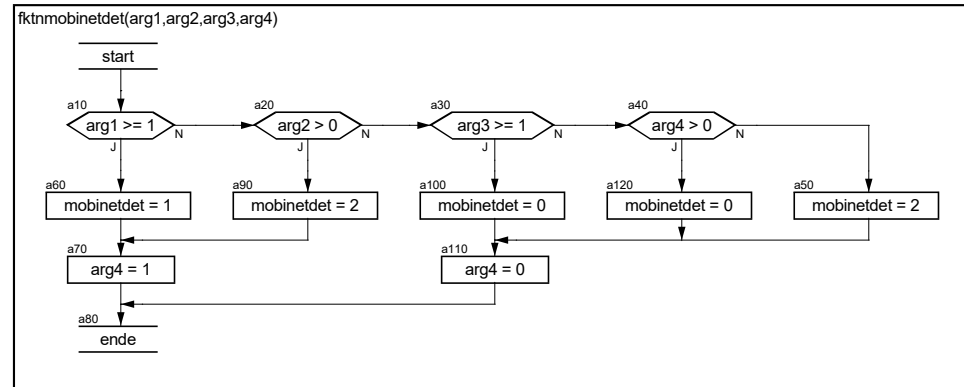 fktnmobinetdet(arg1,arg2,arg3,arg4)
start
a10
a20
a30
a40
arg1 >= 1
N
arg2 > 0
N
arg3 >= 1
N
arg4 > 0
N
J
J
J
J
a60
a90
a100
a120
a50
mobinetdet = 1
mobinetdet = 2
mobinetdet = 0
mobinetdet = 0
mobinetdet = 2
a70
a110
arg4 = 1
arg4 = 0
a80
ende